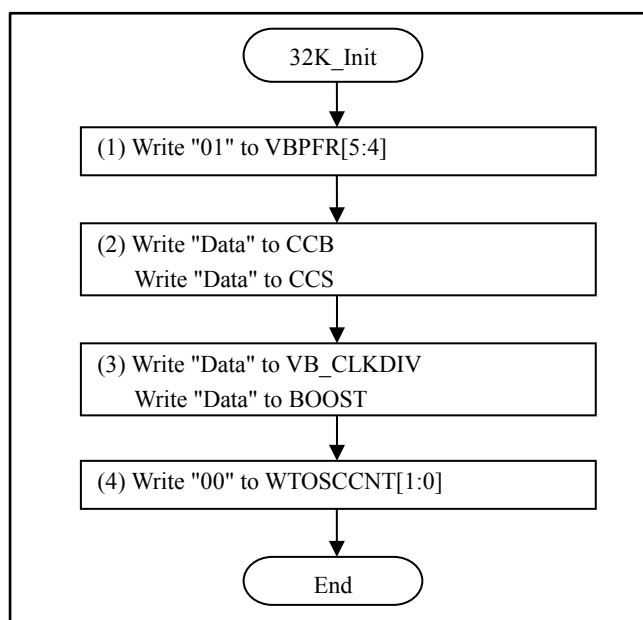 32K_Init
(1) Write "01" to VBPFR[5:4]
(2) Write "Data" to CCB
Write "Data" to CCS
(3) Write "Data" to VB_CLKDIV
Write "Data" to BOOST
(4) Write "00" to WTOSCCNT[1:0]
End